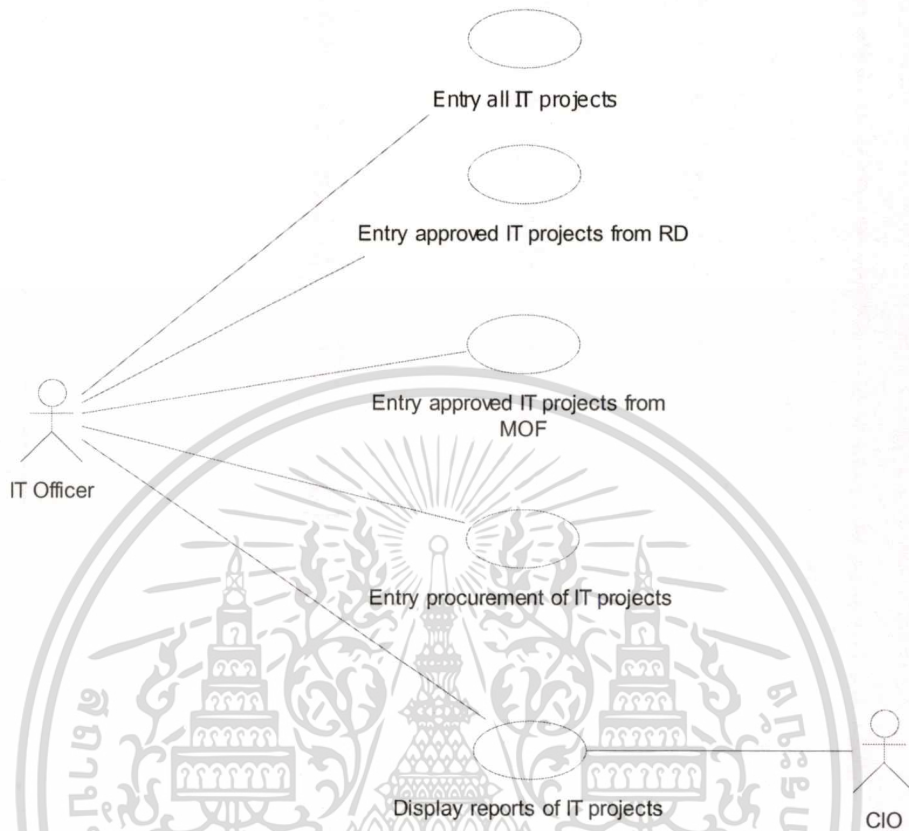 Entry all IT projects
Entry approved IT projects from RD
Entry approved IT projects from
MOF
IT Officer
Entry procurement of IT projects
Display reports of IT projects
CIO